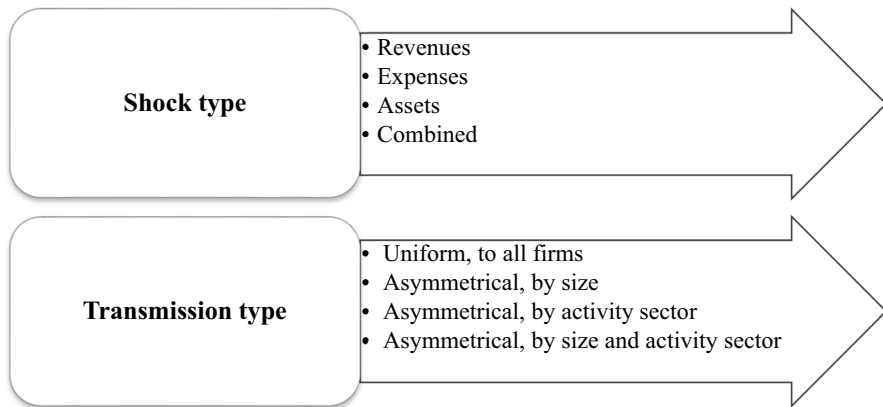 Shock type
• Revenues
• Expenses
• Assets
• Combined
Transmission type
• Uniform, to all firms
• Asymmetrical, by size
• Asymmetrical, by activity sector
• Asymmetrical, by size and activity sector